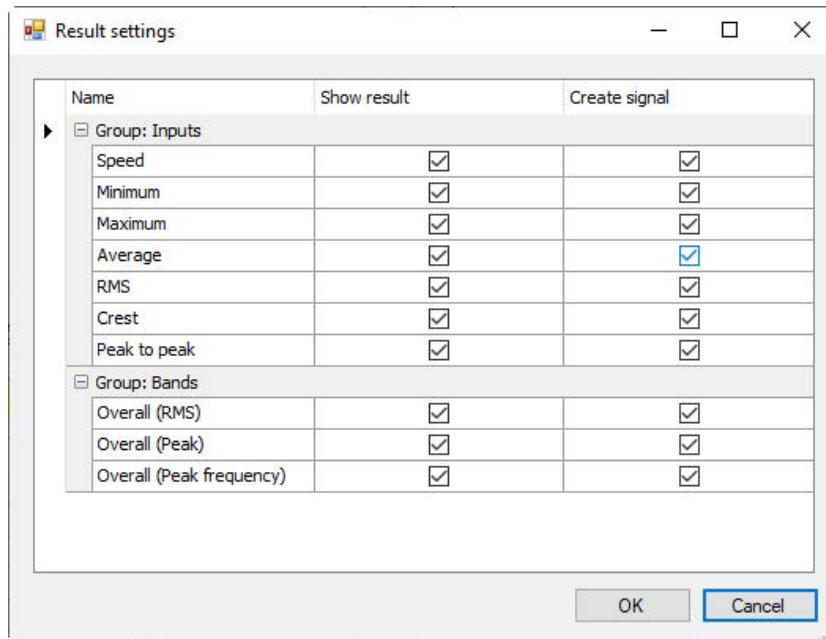 Result settings
Name Show result Create signal
Group: Inputs
Speed
Minimum
Maximum
Average
RMS
Crest
Peak to peak
Group: Bands
Overall (RMS)
Overall (Peak)
Overall (Peak frequency)
OK Cancel